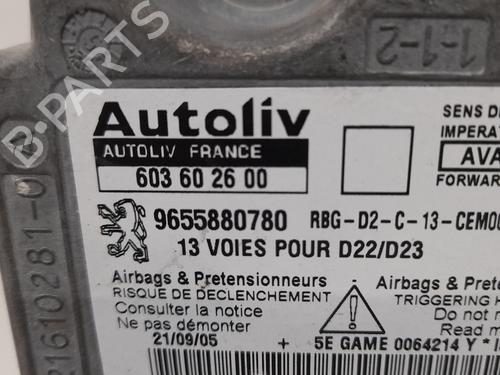 1-1-2
Autoliv
AUTOLIV FRANCE
603 60 26 00
SENS DE
IMPERAT
AVA
FORWAR
9655880780 RBG-D2-C-13-CEM00
13 VOIES POUR D22/D23
Airbags & Pretensionneurs
RISQUE DE DECLENCHEMENT
Consulter la notice
Ne pas démonter
21/09/05
Airbags & Prete
TRIGGERING H
Do not
Read m
5E GAME 0064214 Y *I
21610281-0
B-PARTS